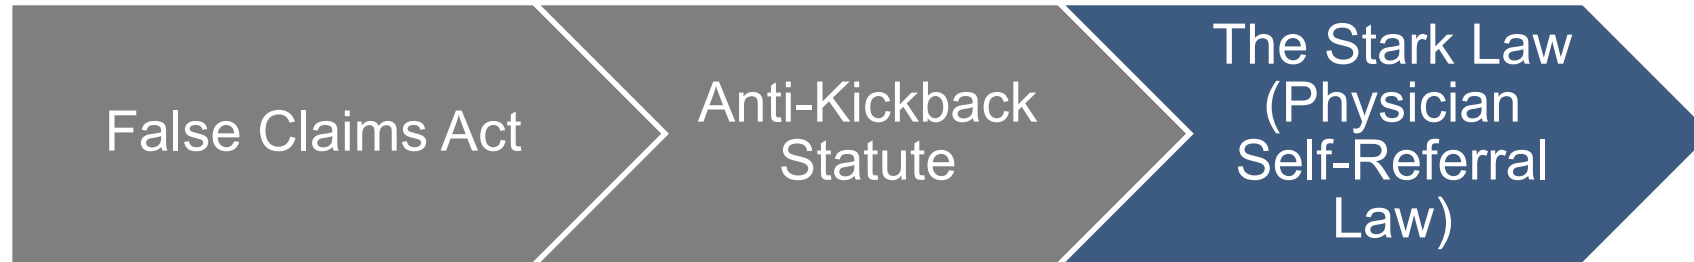 False Claims Act
Anti-Kickback
Statute
The Stark Law
(Physician
Self-Referral
Law)